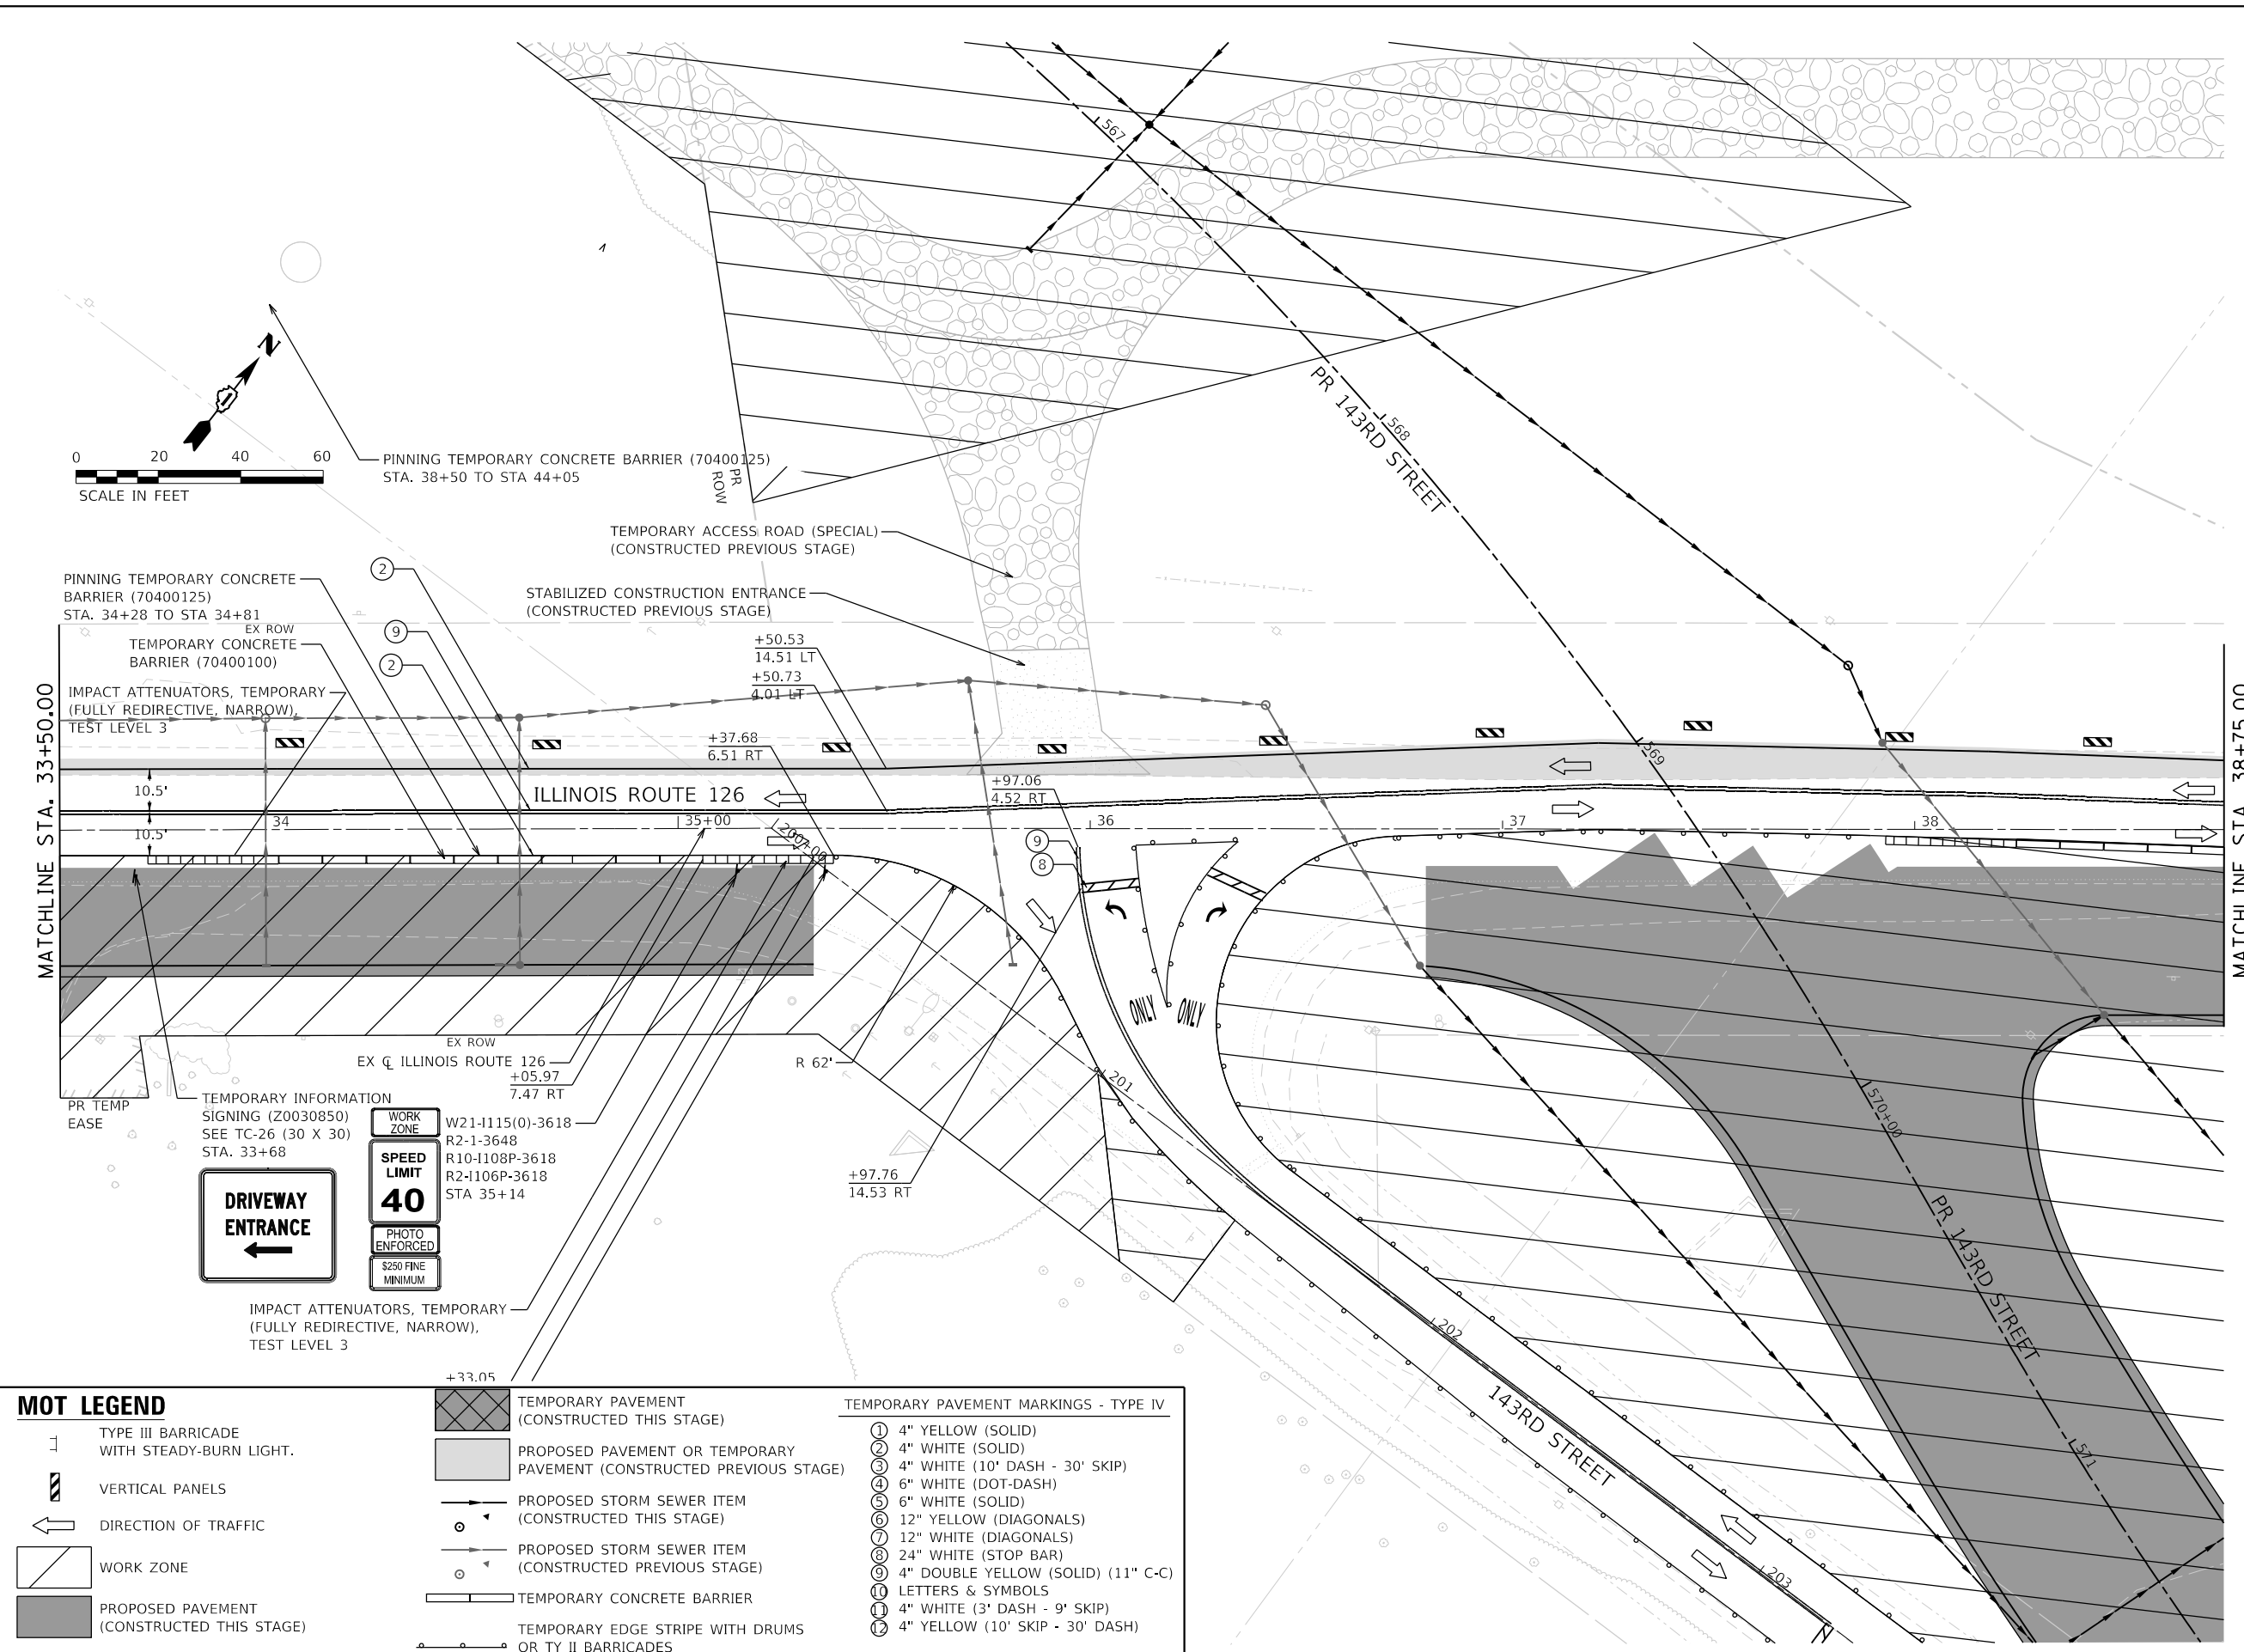 567
N
1
0 20 40 60
SCALE IN FEET
PINNING TEMPORARY CONCRETE BARRIER (70400125)
STA. 38+50 TO STA 44+05
PR
ROW
PR 143RD STREET
568
TEMPORARY ACCESS ROAD (SPECIAL)
(CONSTRUCTED PREVIOUS STAGE)
STABILIZED CONSTRUCTION ENTRANCE
(CONSTRUCTED PREVIOUS STAGE)
2
PINNING TEMPORARY CONCRETE
BARRIER (70400125)
STA. 34+28 TO STA 34+81
EX ROW
9
TEMPORARY CONCRETE
BARRIER (70400100)
2
IMPACT ATTENUATORS, TEMPORARY
(FULLY REDIRECTIVE, NARROW),
TEST LEVEL 3
+50.53
14.51 LT
+50.73
4.01 LT
+37.68
6.51 RT
+97.06
4.52 RT
569
MATCHLINE STA. 33+50.00
MATCHLINE STA. 38+75.00
10.5'
10.5'
ILLINOIS ROUTE 126
34
35+00
200+00
36
37
38
9
8
ONLY
ONLY
EX ROW
EX ℄ ILLINOIS ROUTE 126
+05.97
7.47 RT
R 62'
201
570+00
PR TEMP
EASE
TEMPORARY INFORMATION
SIGNING (Z0030850)
SEE TC-26 (30 X 30)
STA. 33+68
WORK
ZONE
SPEED
LIMIT
40
PHOTO
ENFORCED
$250 FINE
MINIMUM
W21-I115(0)-3618
R2-1-3648
R10-I108P-3618
R2-I106P-3618
STA 35+14
DRIVEWAY
ENTRANCE
+97.76
14.53 RT
PR 143RD STREET
IMPACT ATTENUATORS, TEMPORARY
(FULLY REDIRECTIVE, NARROW),
TEST LEVEL 3
202
+33.05
143RD STREET
571
203
MOT LEGEND
TYPE III BARRICADE
WITH STEADY-BURN LIGHT.
VERTICAL PANELS
DIRECTION OF TRAFFIC
WORK ZONE
PROPOSED PAVEMENT
(CONSTRUCTED THIS STAGE)
TEMPORARY PAVEMENT
(CONSTRUCTED THIS STAGE)
PROPOSED PAVEMENT OR TEMPORARY
PAVEMENT (CONSTRUCTED PREVIOUS STAGE)
PROPOSED STORM SEWER ITEM
(CONSTRUCTED THIS STAGE)
PROPOSED STORM SEWER ITEM
(CONSTRUCTED PREVIOUS STAGE)
TEMPORARY CONCRETE BARRIER
TEMPORARY EDGE STRIPE WITH DRUMS
OR TY II BARRICADES
TEMPORARY PAVEMENT MARKINGS - TYPE IV
1 4" YELLOW (SOLID)
2 4" WHITE (SOLID)
3 4" WHITE (10' DASH - 30' SKIP)
4 6" WHITE (DOT-DASH)
5 6" WHITE (SOLID)
6 12" YELLOW (DIAGONALS)
7 12" WHITE (DIAGONALS)
8 24" WHITE (STOP BAR)
9 4" DOUBLE YELLOW (SOLID) (11" C-C)
10 LETTERS & SYMBOLS
11 4" WHITE (3' DASH - 9' SKIP)
12 4" YELLOW (10' SKIP - 30' DASH)